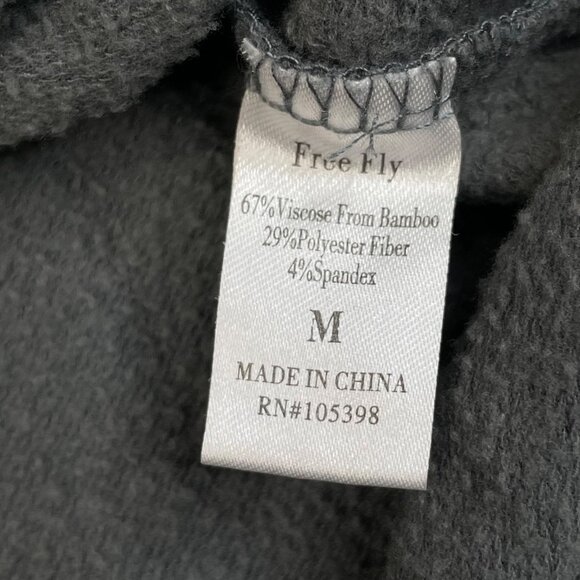 Free Fly
67%Viscose From Bamboo
29%Polyester Fiber
4%Spandex
M
MADE IN CHINA
RN#105398